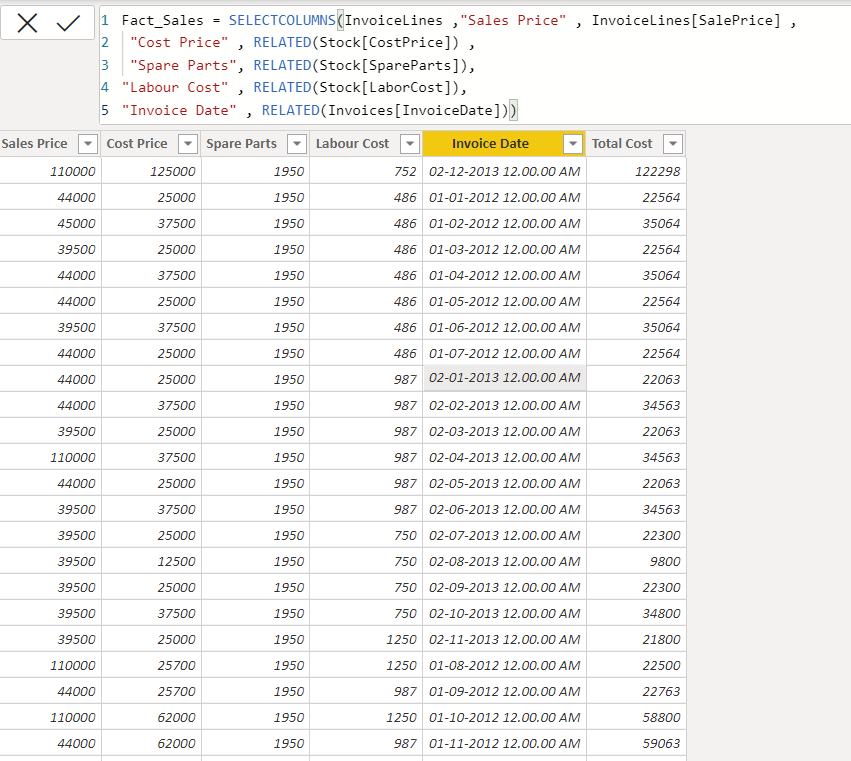 1 Fact_Sales = SELECTCOLUMNS(InvoiceLines ,"Sales Price" , InvoiceLines[SalePrice] ,
2 "Cost Price" , RELATED(Stock[CostPrice]) ,
3 "Spare Parts", RELATED(Stock[SpareParts]),
4 "Labour Cost" , RELATED(Stock[LaborCost]),
5 "Invoice Date" , RELATED(Invoices[InvoiceDate]))
Sales Price Cost Price Spare Parts Labour Cost Invoice Date Total Cost
110000 125000 1950 752 02-12-2013 12.00.00 AM 122298
44000 25000 1950 486 01-01-2012 12.00.00 AM 22564
45000 37500 1950 486 01-02-2012 12.00.00 AM 35064
39500 25000 1950 486 01-03-2012 12.00.00 AM 22564
44000 37500 1950 486 01-04-2012 12.00.00 AM 35064
44000 25000 1950 486 01-05-2012 12.00.00 AM 22564
39500 37500 1950 486 01-06-2012 12.00.00 AM 35064
44000 25000 1950 486 01-07-2012 12.00.00 AM 22564
44000 25000 1950 987 02-01-2013 12.00.00 AM 22063
44000 37500 1950 987 02-02-2013 12.00.00 AM 34563
39500 25000 1950 987 02-03-2013 12.00.00 AM 22063
110000 37500 1950 987 02-04-2013 12.00.00 AM 34563
44000 25000 1950 987 02-05-2013 12.00.00 AM 22063
39500 37500 1950 987 02-06-2013 12.00.00 AM 34563
39500 25000 1950 750 02-07-2013 12.00.00 AM 22300
39500 12500 1950 750 02-08-2013 12.00.00 AM 9800
39500 25000 1950 750 02-09-2013 12.00.00 AM 22300
39500 37500 1950 750 02-10-2013 12.00.00 AM 34800
39500 25000 1950 1250 02-11-2013 12.00.00 AM 21800
110000 25700 1950 1250 01-08-2012 12.00.00 AM 22500
44000 25700 1950 987 01-09-2012 12.00.00 AM 22763
110000 62000 1950 1250 01-10-2012 12.00.00 AM 58800
44000 62000 1950 987 01-11-2012 12.00.00 AM 59063